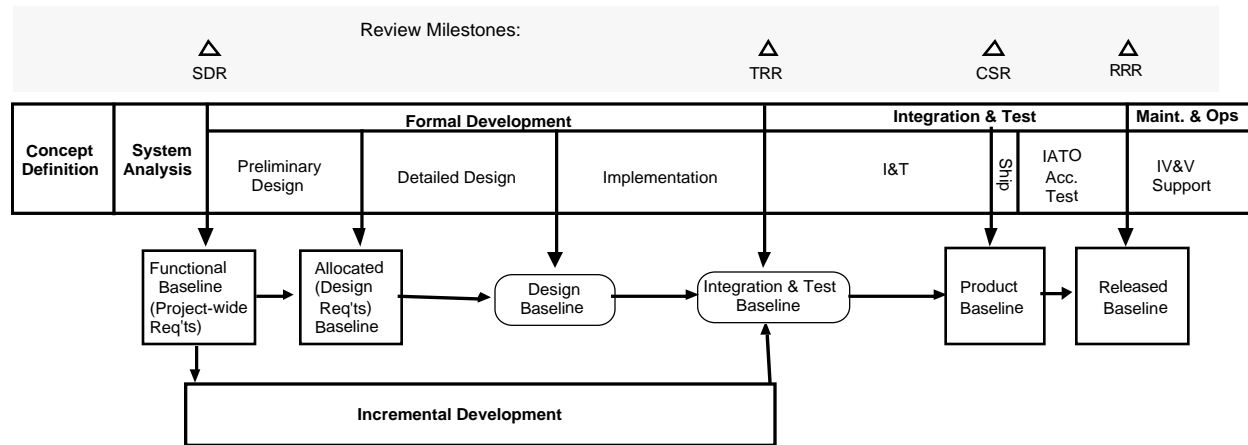 Review Milestones:
SDR
TRR
CSR
RRR
Formal Development
Integration & Test
Maint. & Ops
Concept
Definition
System
Analysis
Preliminary
Design
Detailed Design
Implementation
I&T
Ship
IATO
Acc.
Test
IV&V
Support
Functional
Baseline
(Project-wide
Req'ts)
Allocated
(Design
Req'ts)
Baseline
Design
Baseline
Integration & Test
Baseline
Product
Baseline
Released
Baseline
Incremental Development